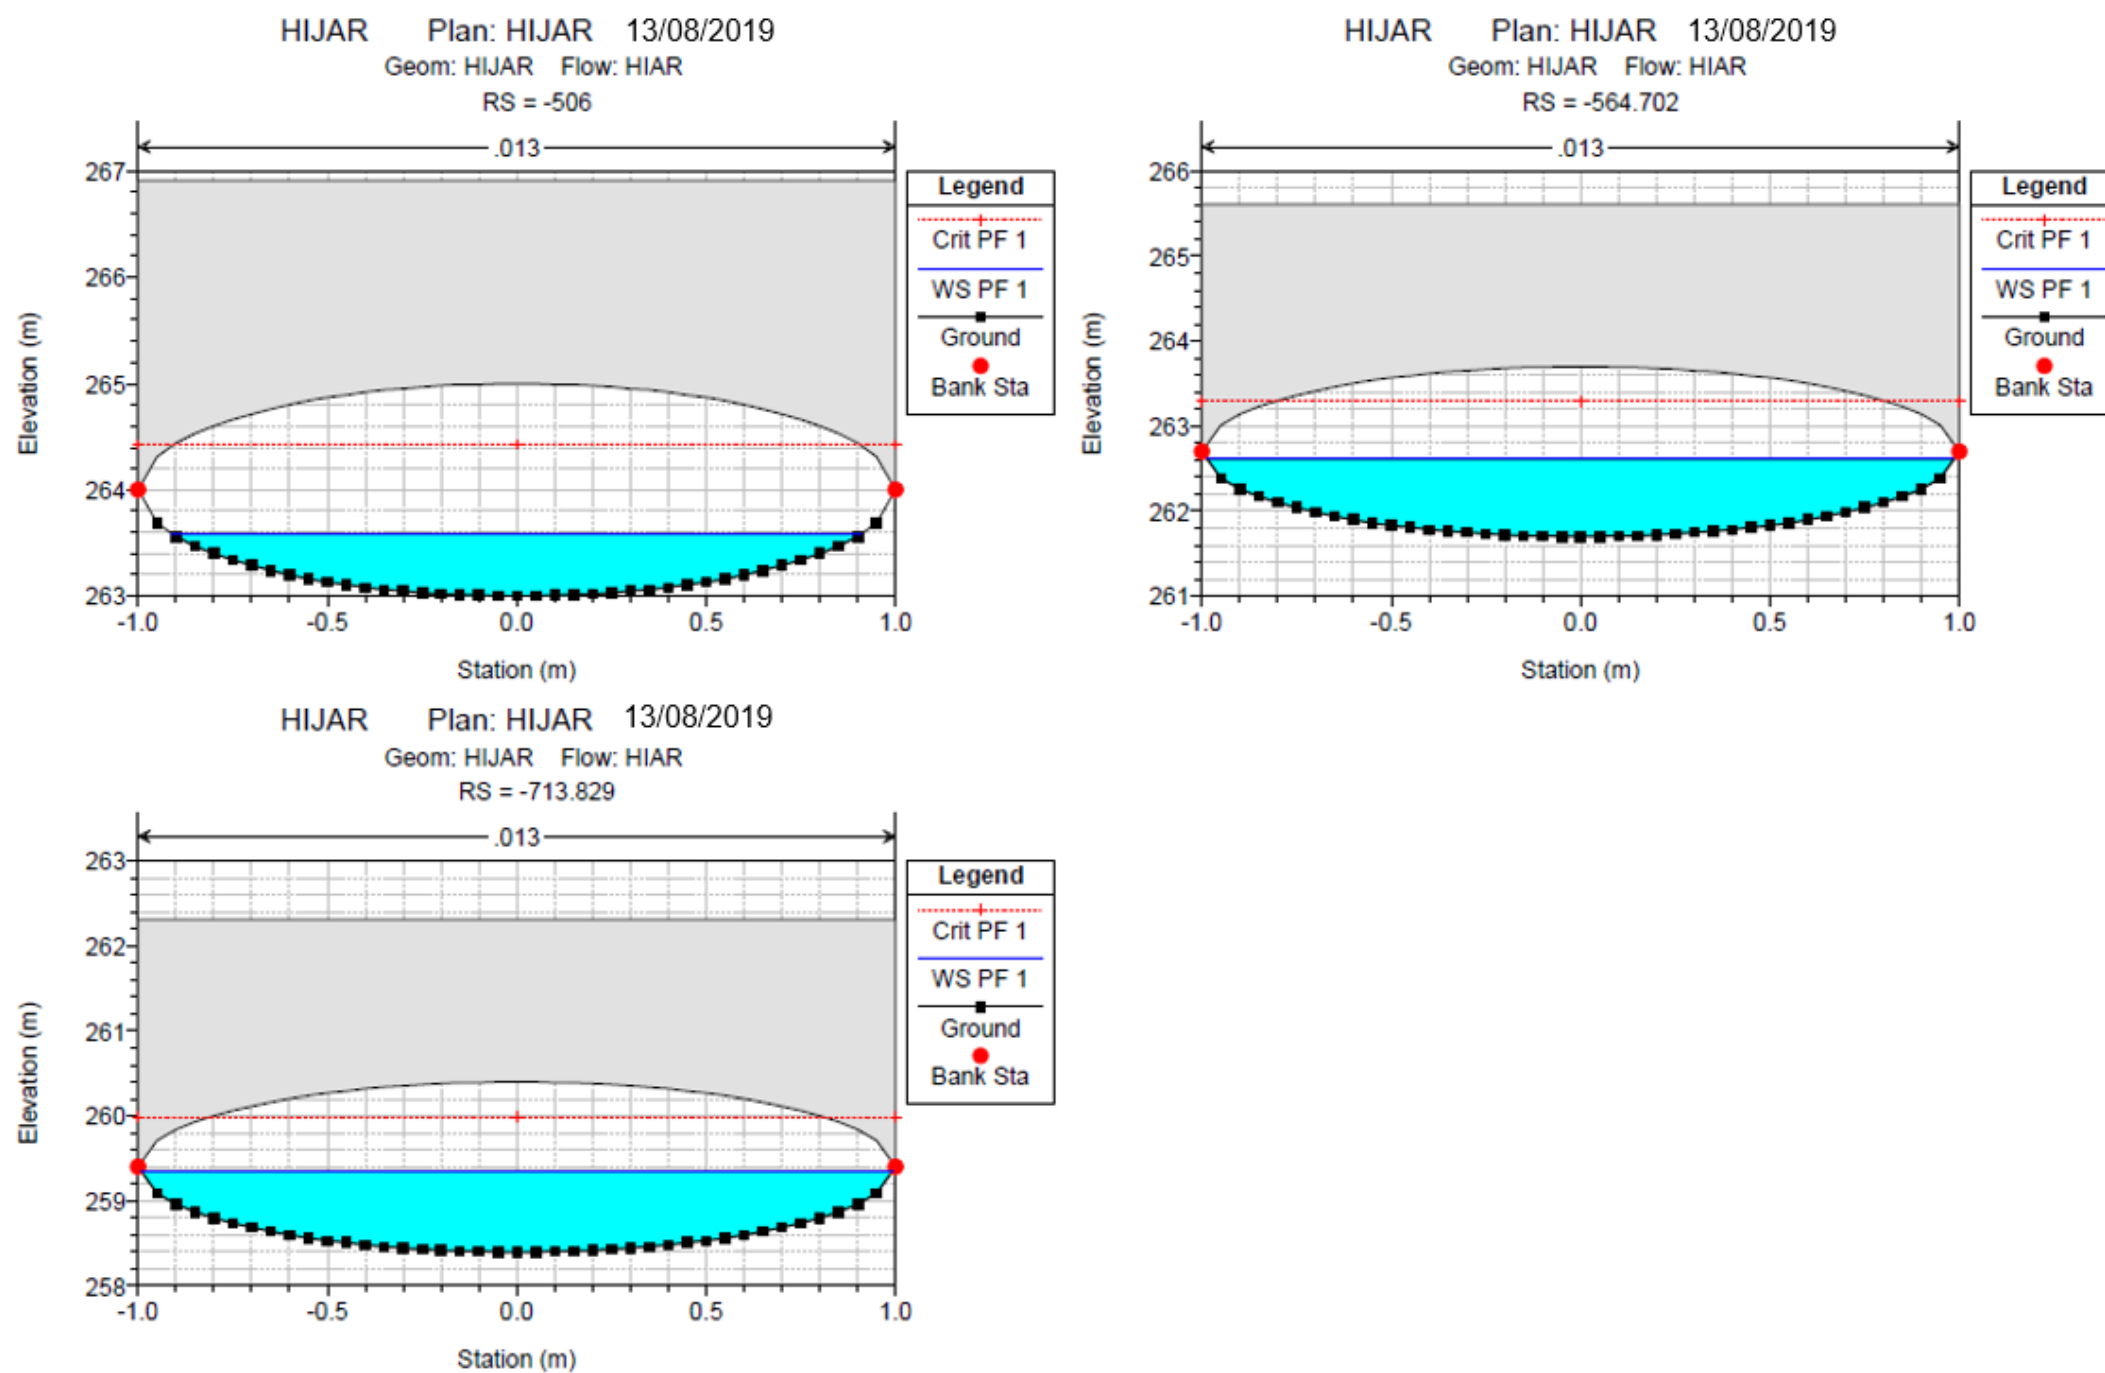 HIJAR Plan: HIJAR 13/08/2019
Geom: HIJAR Flow: HIAR
RS = -506
.013
267
266
265
264
263
-1.0 -0.5 0.0 0.5 1.0
Elevation (m)
Station (m)
Legend
Crit PF 1
WS PF 1
Ground
Bank Sta
HIJAR Plan: HIJAR 13/08/2019
Geom: HIJAR Flow: HIAR
RS = -564.702
.013
266
265
264
263
262
261
-1.0 -0.5 0.0 0.5 1.0
Elevation (m)
Station (m)
Legend
Crit PF 1
WS PF 1
Ground
Bank Sta
HIJAR Plan: HIJAR 13/08/2019
Geom: HIJAR Flow: HIAR
RS = -713.829
.013
263
262
261
260
259
258
-1.0 -0.5 0.0 0.5 1.0
Elevation (m)
Station (m)
Legend
Crit PF 1
WS PF 1
Ground
Bank Sta